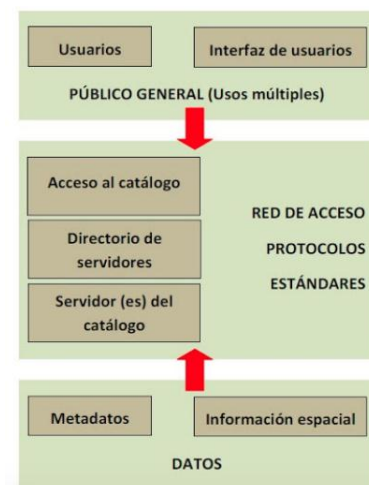 Usuarios
Interfaz de usuarios
PÚBLICO GENERAL (Usos múltiples)
Acceso al catálogo
Directorio de
servidores
Servidor (es) del
catálogo
RED DE ACCESO
PROTOCOLOS
ESTÁNDARES
Metadatos
Información espacial
DATOS